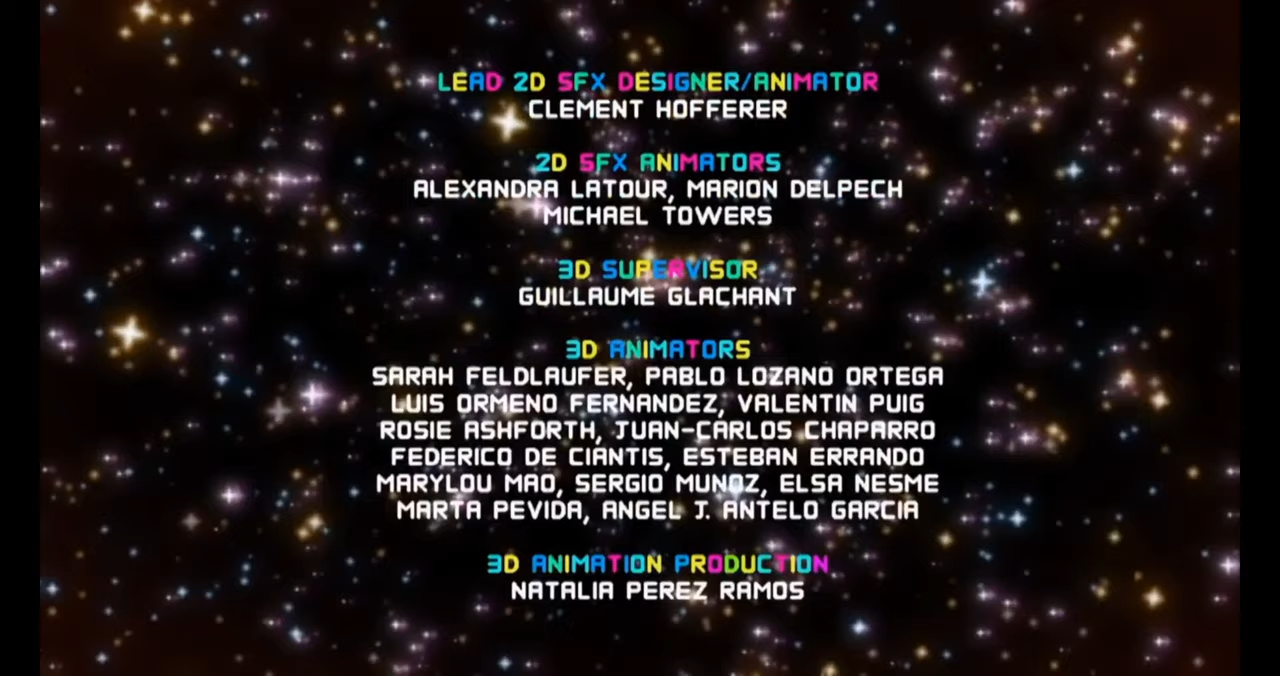 LEAD 2D SFX DESIGNER/ANIMATOR
CLEMENT HOFFERER
2D SFX ANIMATORS
ALEXANDRA LATOUR, MARION DELPECH
MICHAEL TOWERS
3D SUPERVISOR
GUILLAUME GLACHANT
3D ANIMATORS
SARAH FELDLAUFER, PABLO LOZANO ORTEGA
LUIS ORMENO FERNANDEZ, VALENTIN PUIG
ROSIE ASHFORTH, JUAN-CARLOS CHAPARRO
FEDERICO DE CIANTIS, ESTEBAN ERRANDO
MARYLOU MAO, SERGIO MUNOZ, ELSA NESME
MARTA PEVIDA, ANGEL J. ANTELO GARCIA
3D ANIMATION PRODUCTION
NATALIA PEREZ RAMOS